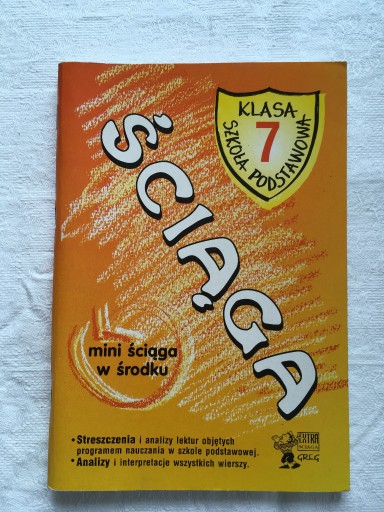 KLASA
7
SZKOŁA PODSTAWOWA
ŚCIĄGA
mini ściąga
w środku
• Streszczenia i analizy lektur objętych
programem nauczania w szkole podstawowej.
• Analizy i interpretacje wszystkich wierszy.
EXTRA
GREG